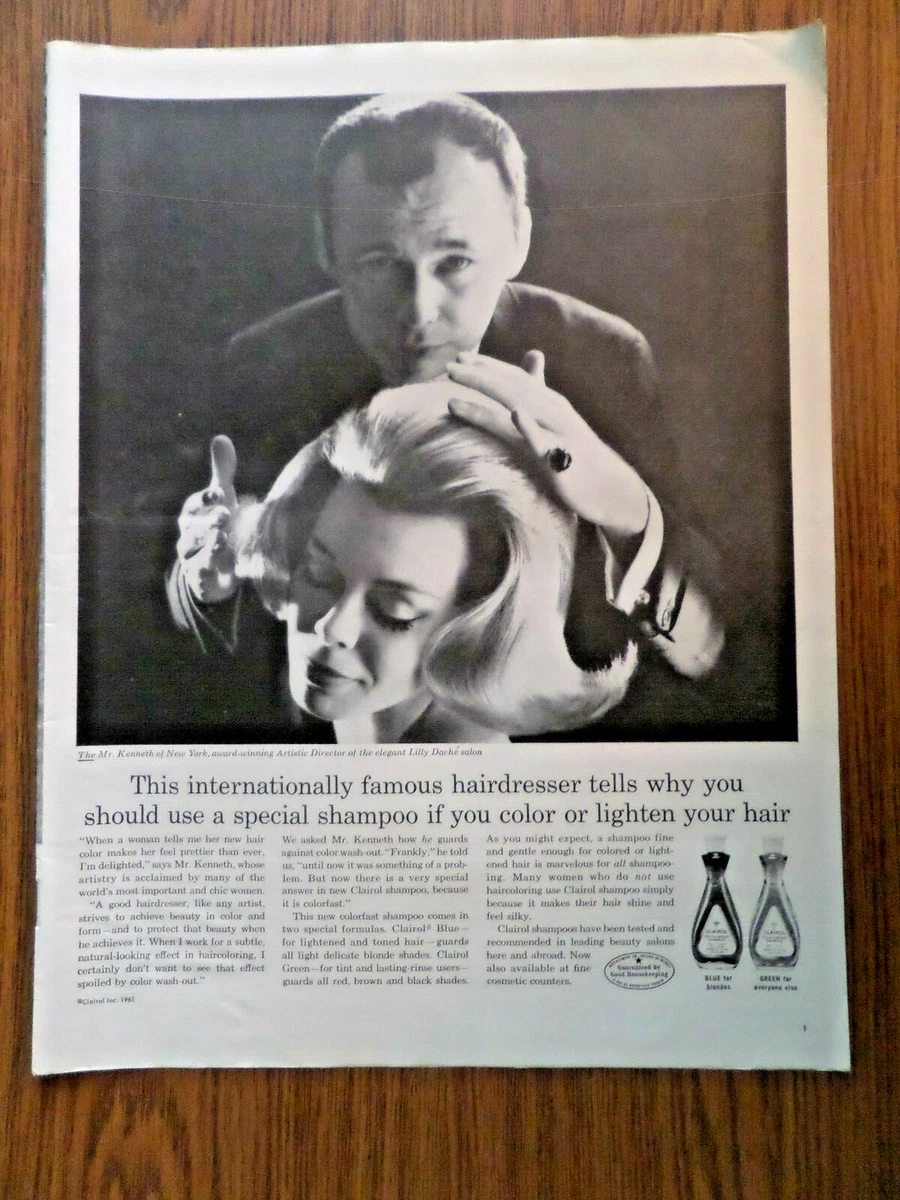 The Mr. Kenneth of New York, award-winning Artistic Director of the elegant Lilly Daché salon
This internationally famous hairdresser tells why you
should use a special shampoo if you color or lighten your hair
"When a woman tells me her new hair
color makes her feel prettier than ever,
I'm delighted," says Mr. Kenneth, whose
artistry is acclaimed by many of the
world's most important and chic women.
"A good hairdresser, like any artist,
strives to achieve beauty in color and
form—and to protect that beauty when
he achieves it. When I work for a subtle,
natural-looking effect in haircoloring, I
certainly don't want to see that effect
spoiled by color wash-out."
©Clairol Inc. 1961
We asked Mr. Kenneth how he guards
against color wash-out. "Frankly," he told
us, "until now it was something of a prob-
lem. But now there is a very special
answer in new Clairol shampoo, because
it is colorfast."
This new colorfast shampoo comes in
two special formulas. Clairol® Blue—
for lightened and toned hair—guards
all light delicate blonde shades. Clairol
Green—for tint and lasting-rinse users—
guards all red, brown and black shades.
As you might expect, a shampoo fine
and gentle enough for colored or light-
ened hair is marvelous for all shampoo-
ing. Many women who do not use
haircoloring use Clairol shampoo simply
because it makes their hair shine and
feel silky.
Clairol shampoos have been tested and
recommended in leading beauty salons
here and abroad. Now
also available at fine
cosmetic counters.
Guaranteed by
Good Housekeeping
CLAIROL
CLAIROL
BLUE for
blondes
GREEN for
everyone else
1